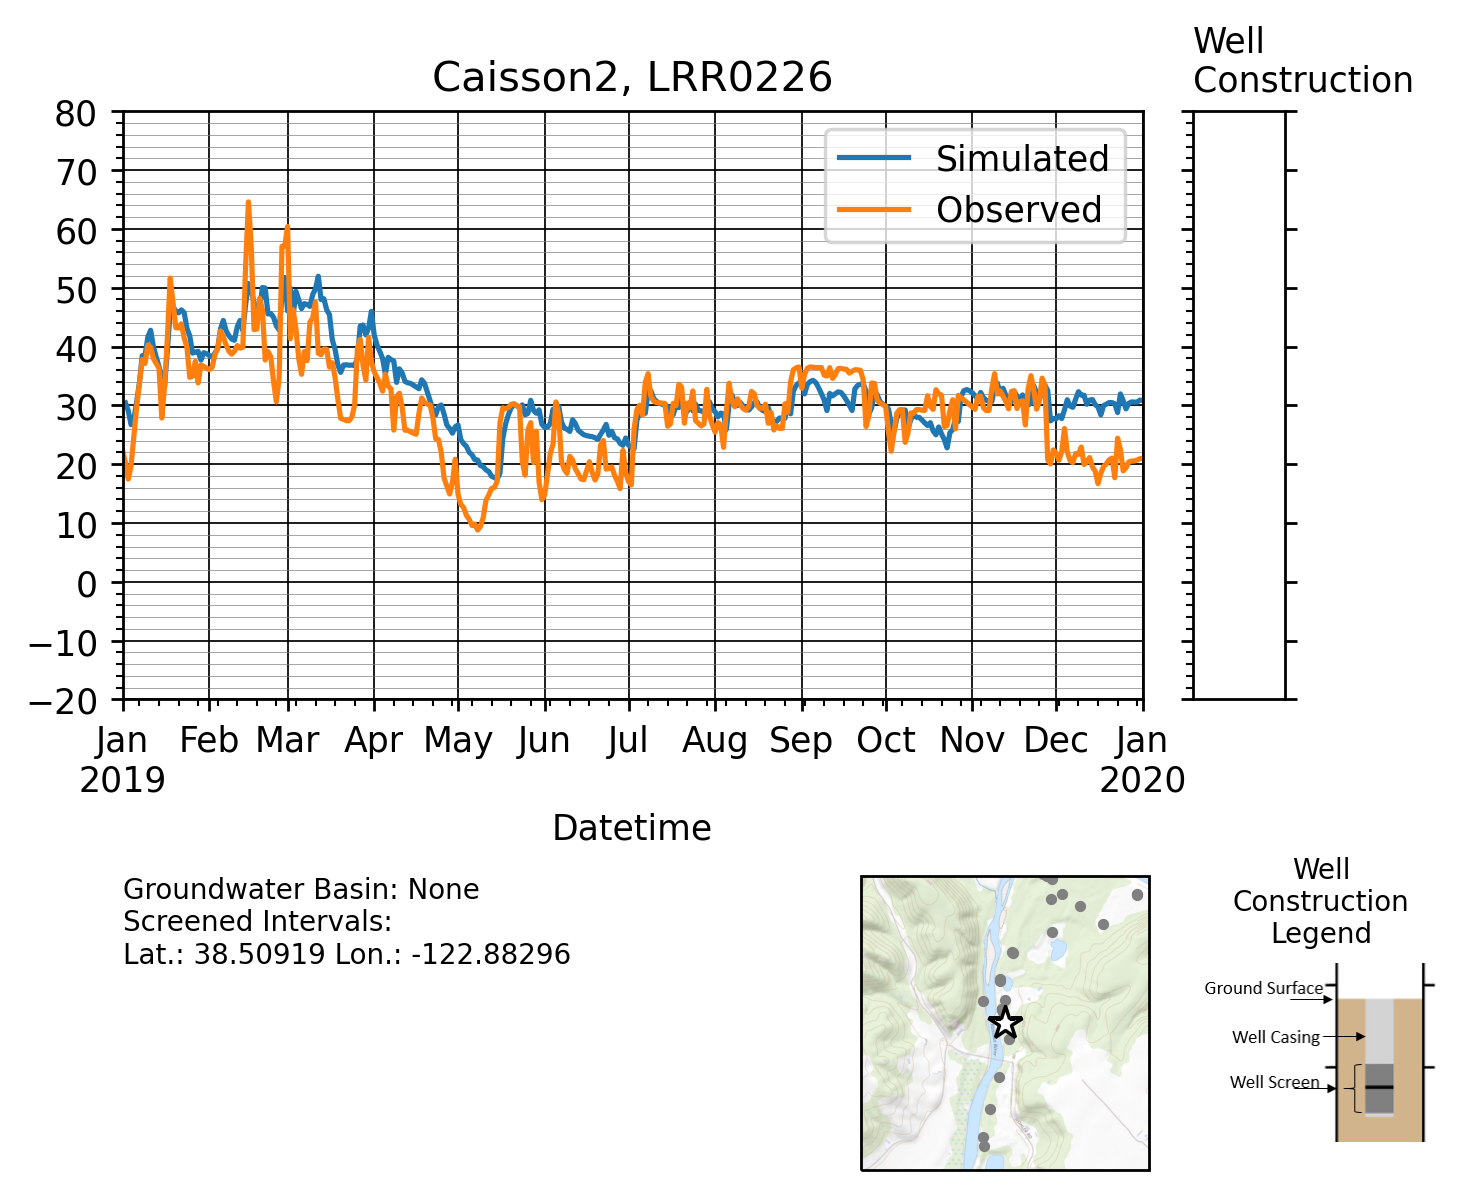 Caisson2, LRR0226
Well
Construction
80
70
60
50
40
30
20
10
0
−10
−20
Simulated
Observed
Jan Feb Mar Apr May Jun Jul Aug Sep Oct Nov Dec Jan
2019 2020
Datetime
Groundwater Basin: None
Screened Intervals:
Lat.: 38.50919 Lon.: -122.88296
Well
Construction
Legend
Ground Surface
Well Casing
Well Screen